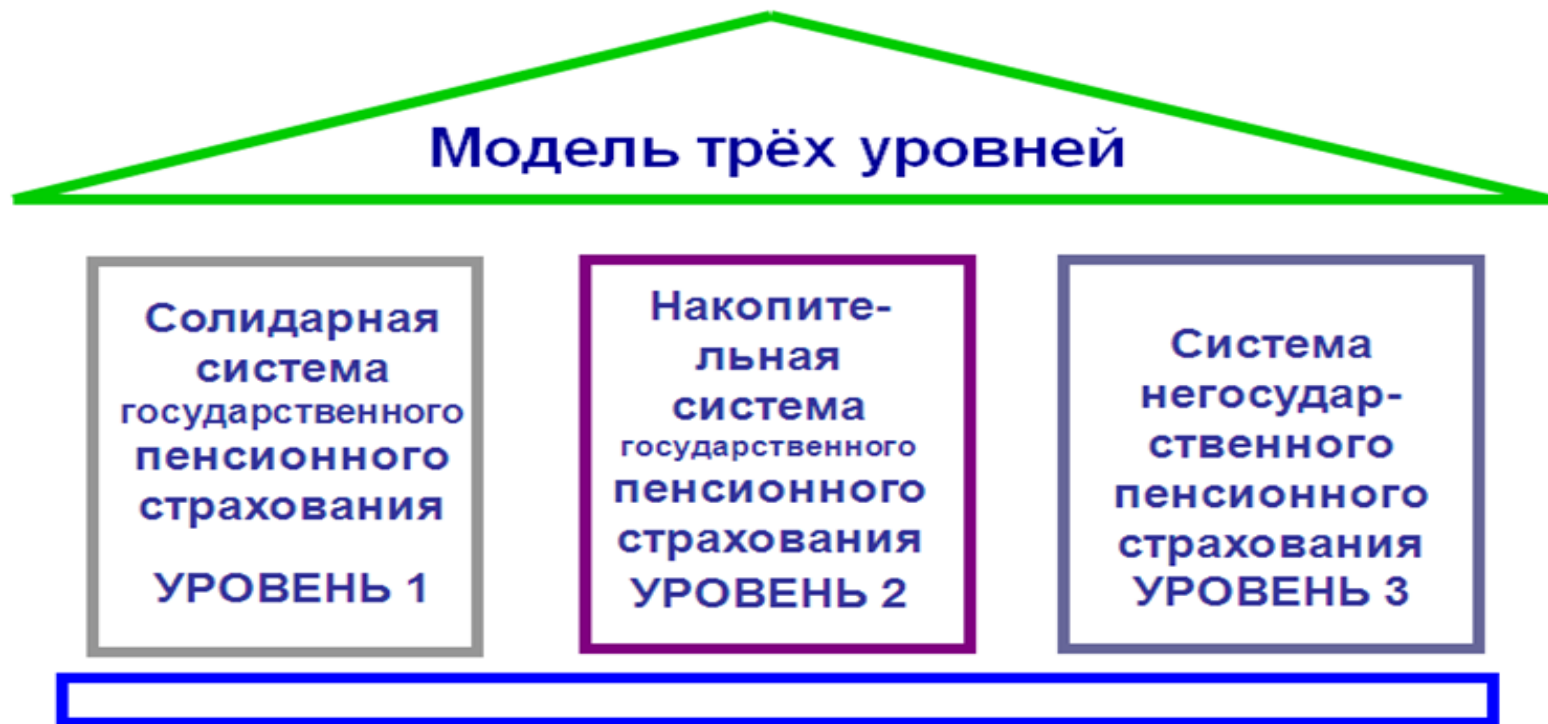 Модель трёх уровней
Солидарная
система
государственного
пенсионного
страхования
УРОВЕНЬ 1
Накопите-
льная
система
государственного
пенсионного
страхования
УРОВЕНЬ 2
Система
негосудар-
ственного
пенсионного
страхования
УРОВЕНЬ 3